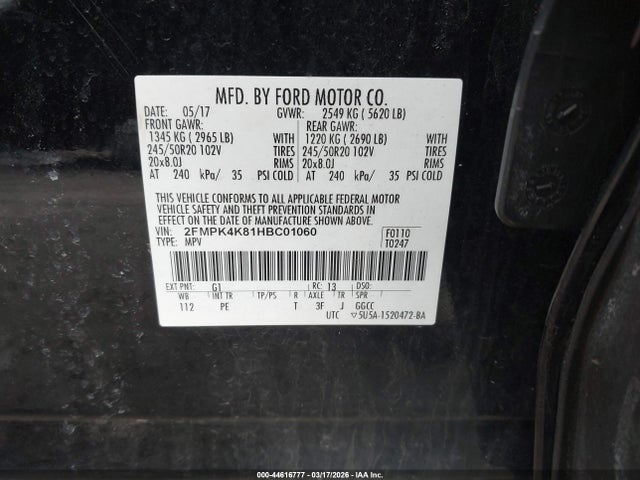 MFD. BY FORD MOTOR CO.
DATE: 05/17 GVWR: 2549 KG ( 5620 LB)
FRONT GAWR: REAR GAWR:
1345 KG ( 2965 LB) WITH 1220 KG ( 2690 LB) WITH
245/50R20 102V TIRES 245/50R20 102V TIRES
20x8.0J RIMS 20x8.0J RIMS
AT 240 kPa/ 35 PSI COLD AT 240 kPa/ 35 PSI COLD
THIS VEHICLE CONFORMS TO ALL APPLICABLE FEDERAL MOTOR
VEHICLE SAFETY AND THEFT PREVENTION STANDARDS IN
EFFECT ON THE DATE OF MANUFACTURE SHOWN ABOVE.
VIN: 2FMPK4K81HBC01060 F0110
TYPE: MPV T0247
EXT PNT: G1 RC: 13 DSO:
WB INT TR TP/PS R AXLE TR SPR
112 PE T 3F J GGCC
UTC ▽5U5A-1520472-BA
00-44616777 — 03/17/2026 — IAA Inc.